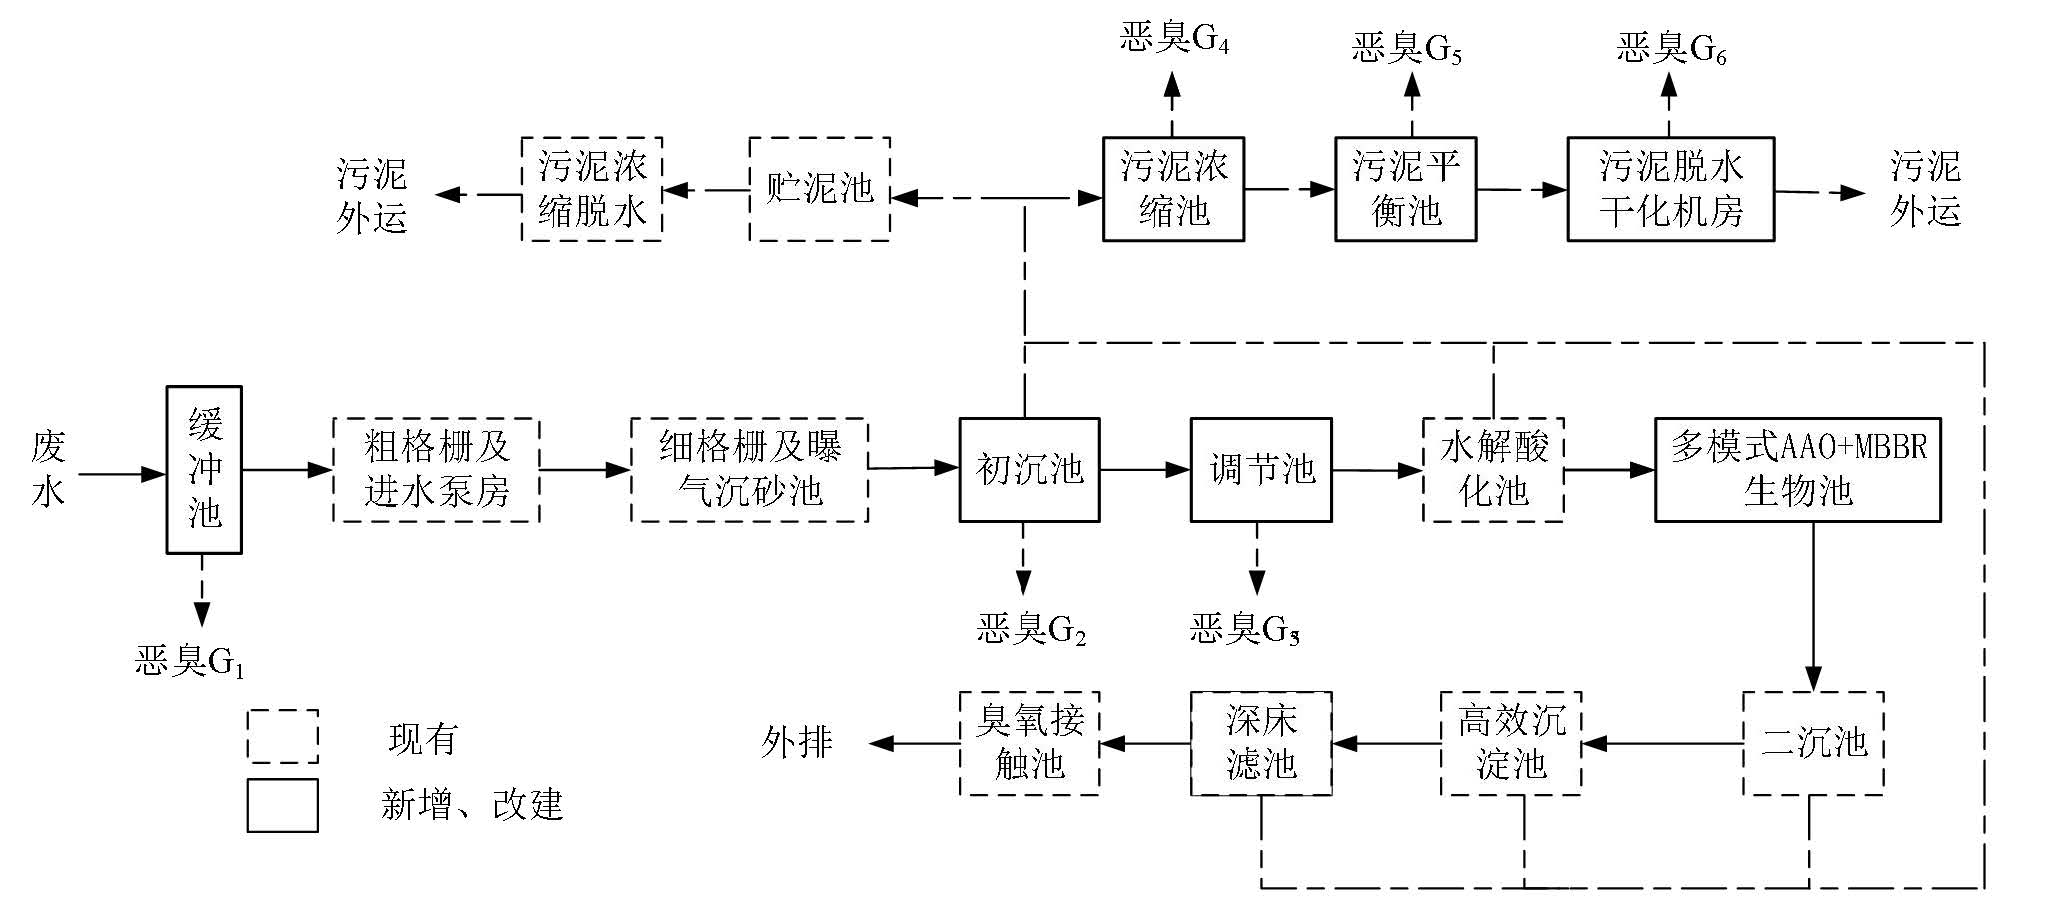 恶臭G4
恶臭G5
恶臭G6
污泥
外运
污泥浓
缩脱水
贮泥池
污泥浓
缩池
污泥平
衡池
污泥脱水
干化机房
污泥
外运
废
水
缓
冲
池
粗格栅及
进水泵房
细格栅及曝
气沉砂池
初沉池
调节池
水解酸
化池
多模式AAO+MBBR
生物池
恶臭G1
恶臭G2
恶臭G3
外排
臭氧接
触池
深床
滤池
高效沉
淀池
二沉池
现有
新增、改建